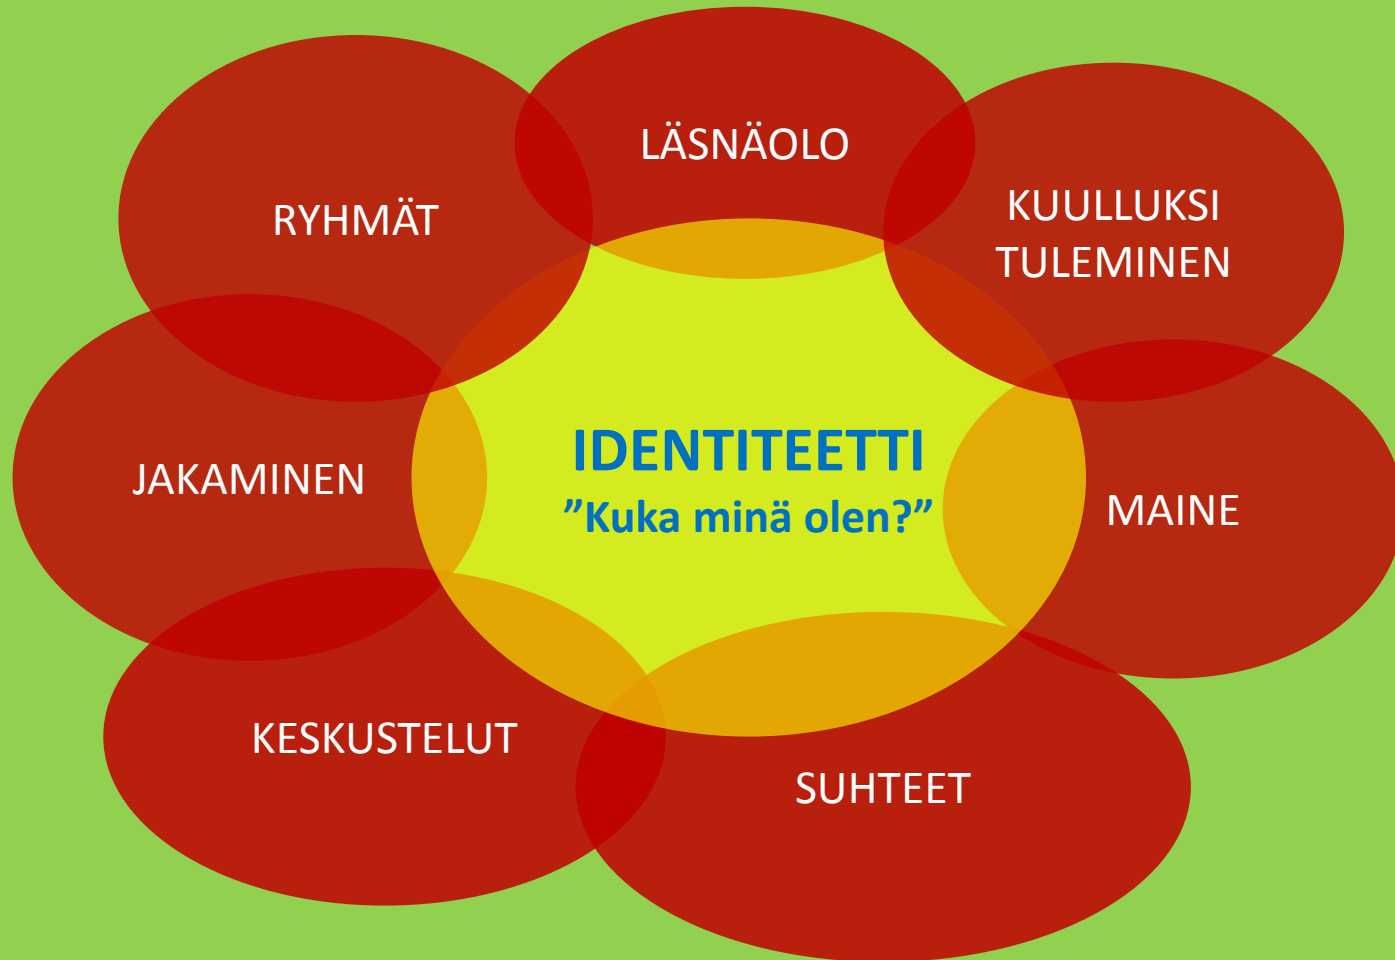 LÄSNÄOLO
RYHMÄT
KUULLUKSI
TULEMINEN
JAKAMINEN
IDENTITEETTI
”Kuka minä olen?”
MAINE
KESKUSTELUT
SUHTEET